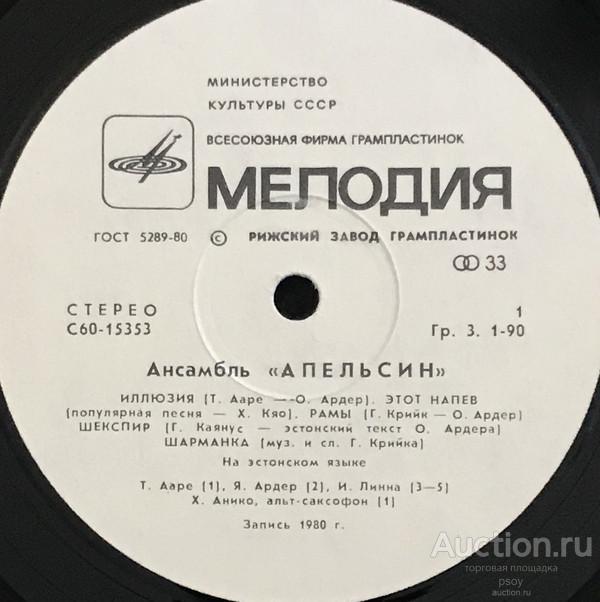 МИНИСТЕРСТВО
КУЛЬТУРЫ СССР
ВСЕСОЮЗНАЯ ФИРМА ГРАМПЛАСТИНОК
МЕЛОДИЯ
ГОСТ 5289-80 © РИЖСКИЙ ЗАВОД ГРАМПЛАСТИНОК
33
СТЕРЕО 1
С60-15353 Гр. 3. 1-90
Ансамбль «АПЕЛЬСИН»
ИЛЛЮЗИЯ (Т. Ааре — О. Ардер). ЭТОТ НАПЕВ
(популярная песня — Х. Кяо). РАМЫ (Г. Крийк — О. Ардер)
ШЕКСПИР (Г. Каянус — эстонский текст О. Ардера)
ШАРМАНКА (муз. и сл. Г. Крийка)
На эстонском языке
Т. Ааре (1), Я. Ардер (2), И. Линна (3—5)
Х. Анико, альт-саксофон (1)
Запись 1980 г.
Auction.ru
торговая площадка
psoy
auction.ru